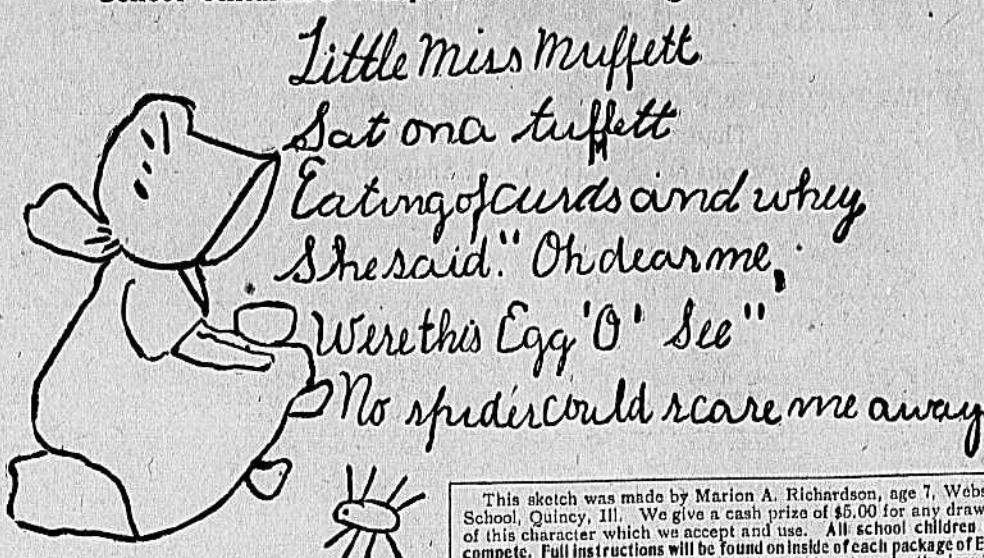 Little Miss Muffett
Sat on a tuffett
Eating of curds and whey,
She said." Oh dear me,
Were this Egg 'O' See"
No spider could scare me away
This sketch was made by Marion A. Richardson, age 7, Webs
School, Quincy, Ill. We give a cash prize of $5.00 for any draw
of this character which we accept and use. All school children
compete. Full instructions will be found on inside of each package of E